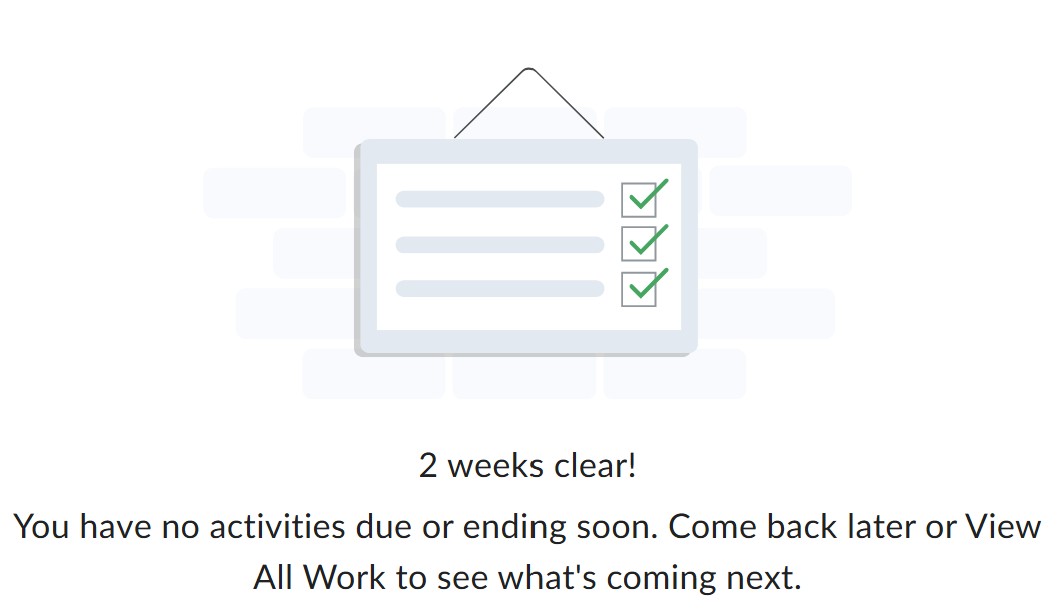 2 weeks clear!
You have no activities due or ending soon. Come back later or View
All Work to see what's coming next.